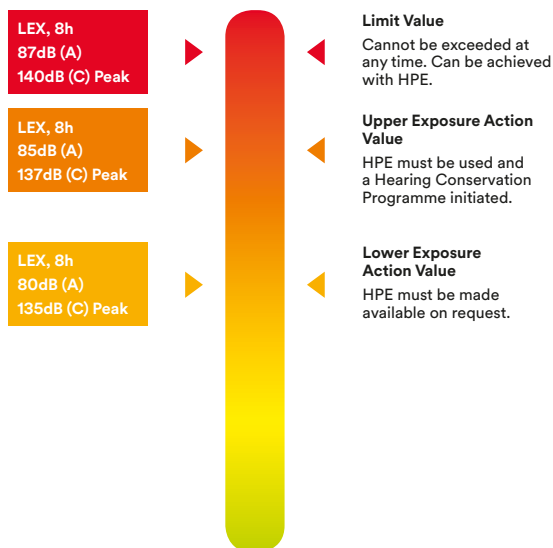 LEX, 8h
87dB (A)
140dB (C) Peak
Limit Value
Cannot be exceeded at
any time. Can be achieved
with HPE.
LEX, 8h
85dB (A)
137dB (C) Peak
Upper Exposure Action
Value
HPE must be used and
a Hearing Conservation
Programme initiated.
LEX, 8h
80dB (A)
135dB (C) Peak
Lower Exposure
Action Value
HPE must be made
available on request.